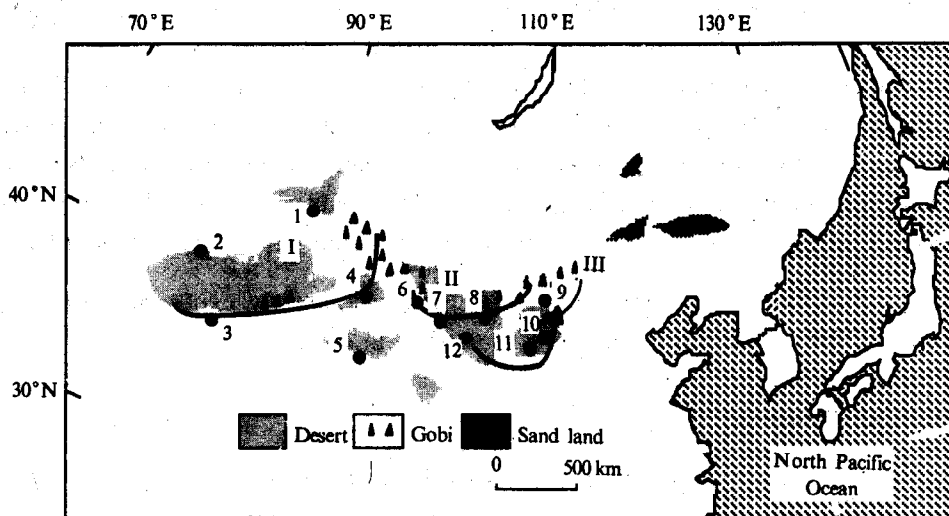 70°E 90°E 110°E 130°E
40°N
30°N
1
2
I
3
4
5
6
II
7
8
III
9
10
11
12
Desert Gobi Sand land
0 500 km
North Pacific
Ocean